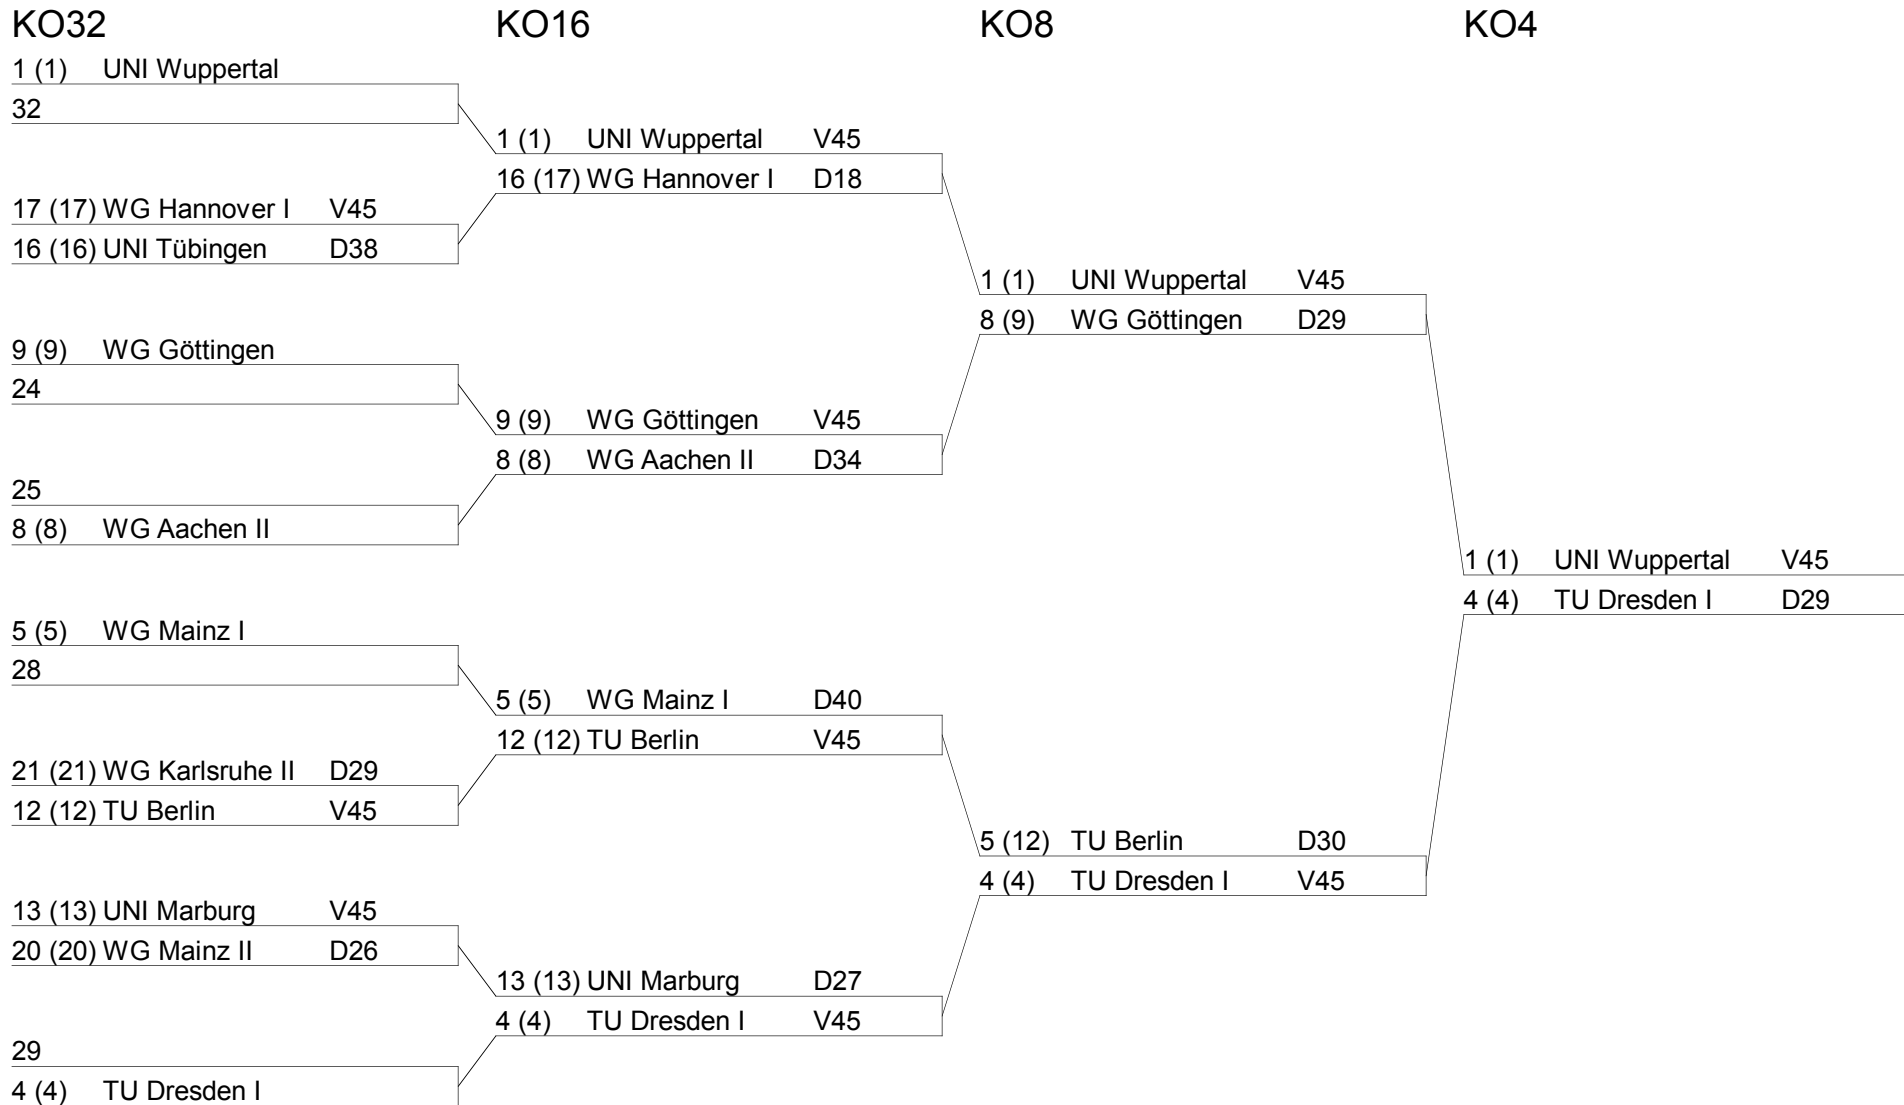 KO32 KO16 KO8 KO4
1 (1) UNI Wuppertal
32
1 (1) UNI Wuppertal V45
16 (17) WG Hannover I D18
17 (17) WG Hannover I V45
16 (16) UNI Tübingen D38
1 (1) UNI Wuppertal V45
8 (9) WG Göttingen D29
9 (9) WG Göttingen
24
9 (9) WG Göttingen V45
8 (8) WG Aachen II D34
25
8 (8) WG Aachen II
1 (1) UNI Wuppertal V45
4 (4) TU Dresden I D29
5 (5) WG Mainz I
28
5 (5) WG Mainz I D40
12 (12) TU Berlin V45
21 (21) WG Karlsruhe II D29
12 (12) TU Berlin V45
5 (12) TU Berlin D30
4 (4) TU Dresden I V45
13 (13) UNI Marburg V45
20 (20) WG Mainz II D26
13 (13) UNI Marburg D27
4 (4) TU Dresden I V45
29
4 (4) TU Dresden I